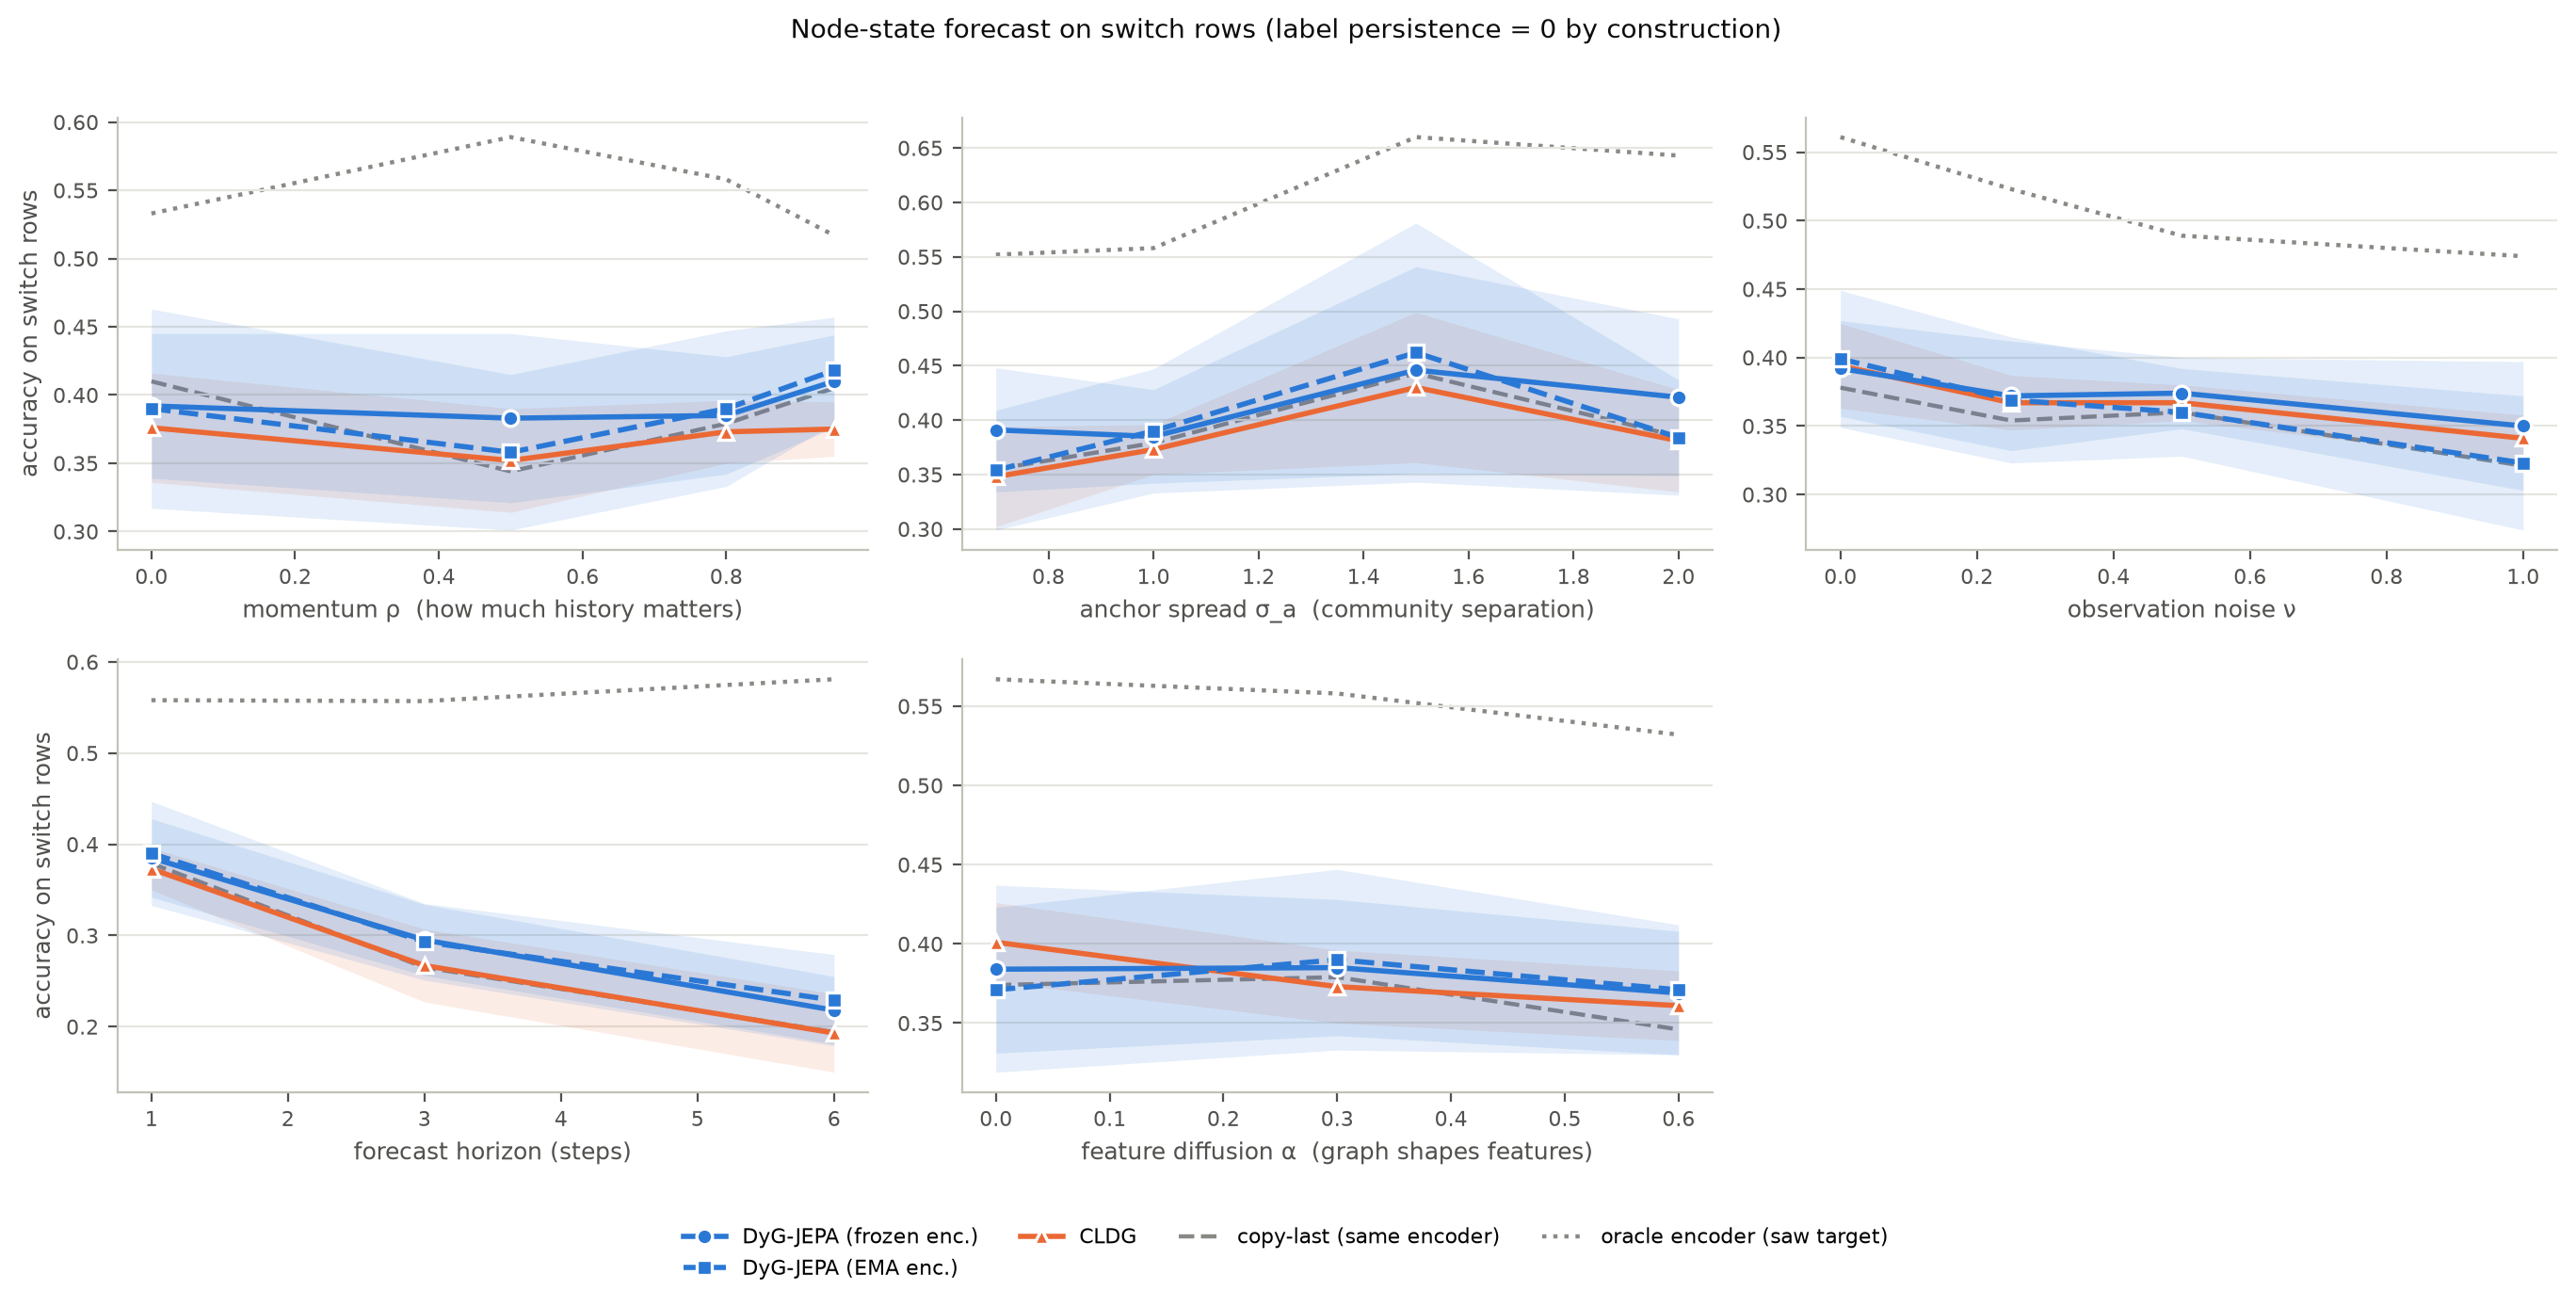 Node-state forecast on switch rows (label persistence = 0 by construction)
accuracy on switch rows
0.60
0.55
0.50
0.45
0.40
0.35
0.30
0.0 0.2 0.4 0.6 0.8
momentum ρ (how much history matters)
0.65
0.60
0.55
0.50
0.45
0.40
0.35
0.30
0.8 1.0 1.2 1.4 1.6 1.8 2.0
anchor spread σ_a (community separation)
0.55
0.50
0.45
0.40
0.35
0.30
0.0 0.2 0.4 0.6 0.8 1.0
observation noise ν
accuracy on switch rows
0.6
0.5
0.4
0.3
0.2
1 2 3 4 5 6
forecast horizon (steps)
0.55
0.50
0.45
0.40
0.35
0.0 0.1 0.2 0.3 0.4 0.5 0.6
feature diffusion α (graph shapes features)
DyG-JEPA (frozen enc.) CLDG copy-last (same encoder) oracle encoder (saw target)
DyG-JEPA (EMA enc.)